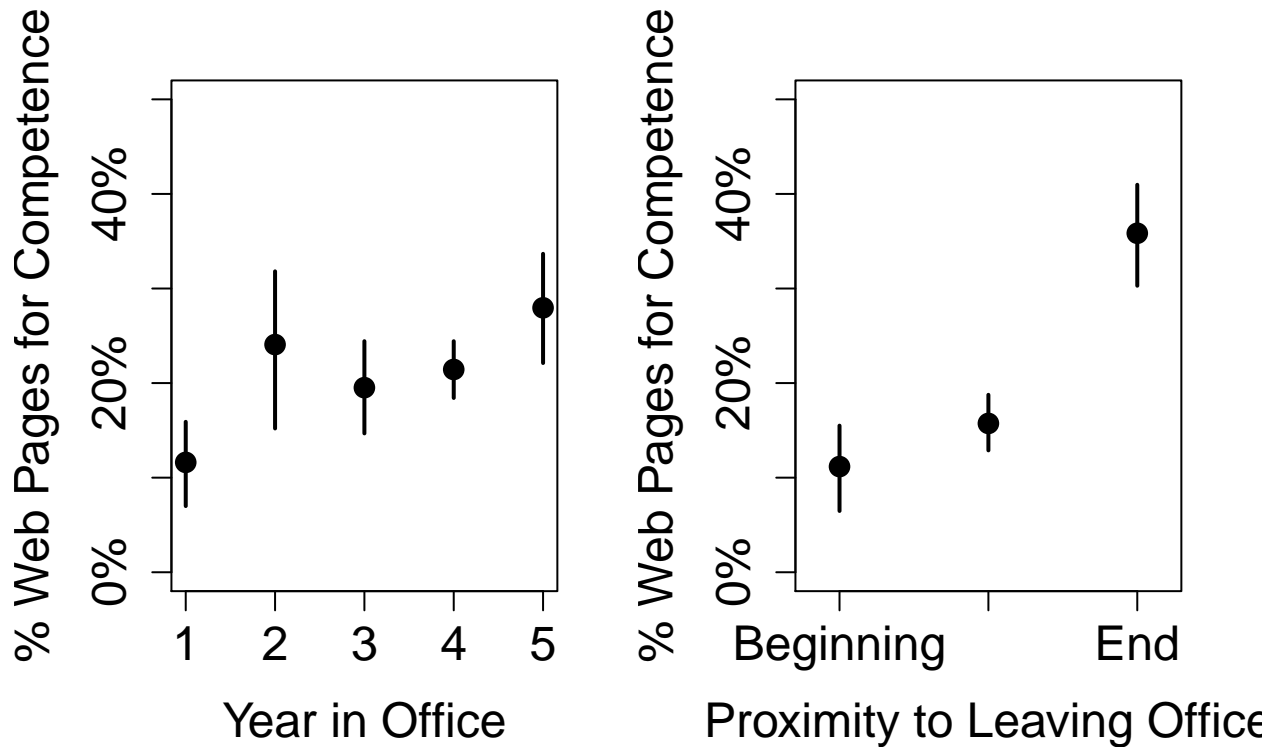 % Web Pages for Competence
40%
20%
0%
1 2 3 4 5
Year in Office
% Web Pages for Competence
40%
20%
0%
Beginning End
Proximity to Leaving Office